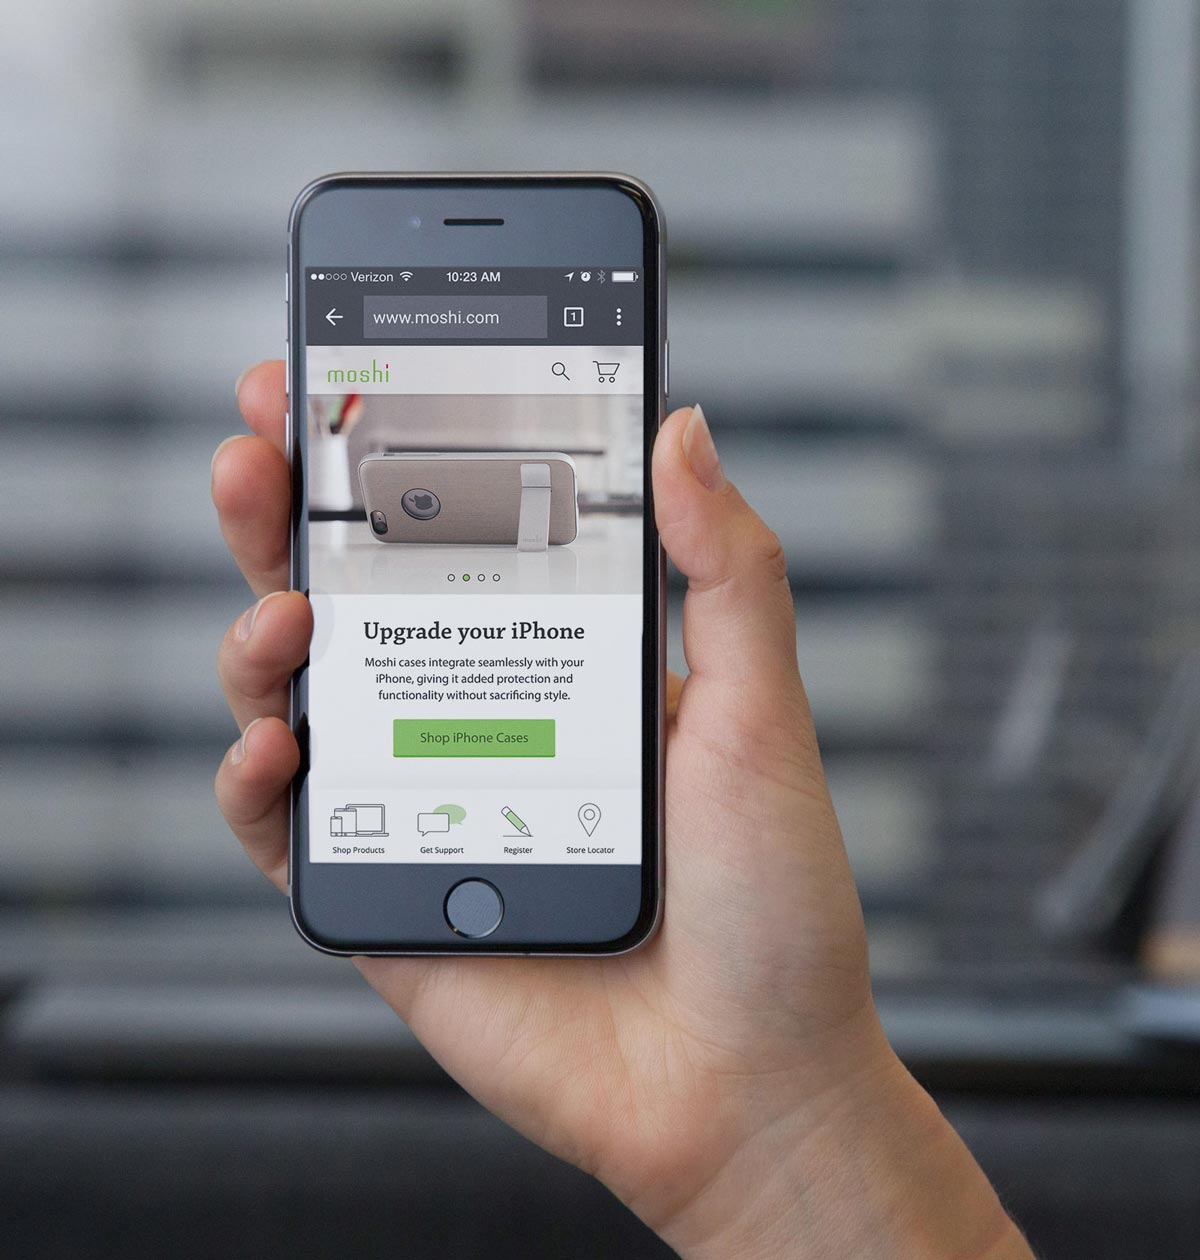 Verizon 10:23 AM
www.moshi.com 1
moshi
moshi
Upgrade your iPhone
Moshi cases integrate seamlessly with your
iPhone, giving it added protection and
functionality without sacrificing style.
Shop iPhone Cases
Shop Products Get Support Register Store Locator